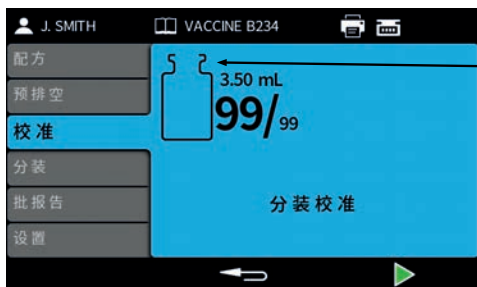 J. SMITH
VACCINE B234
配方
预排空
校准
分装
批报告
设置
3.50 mL
99/99
分装校准